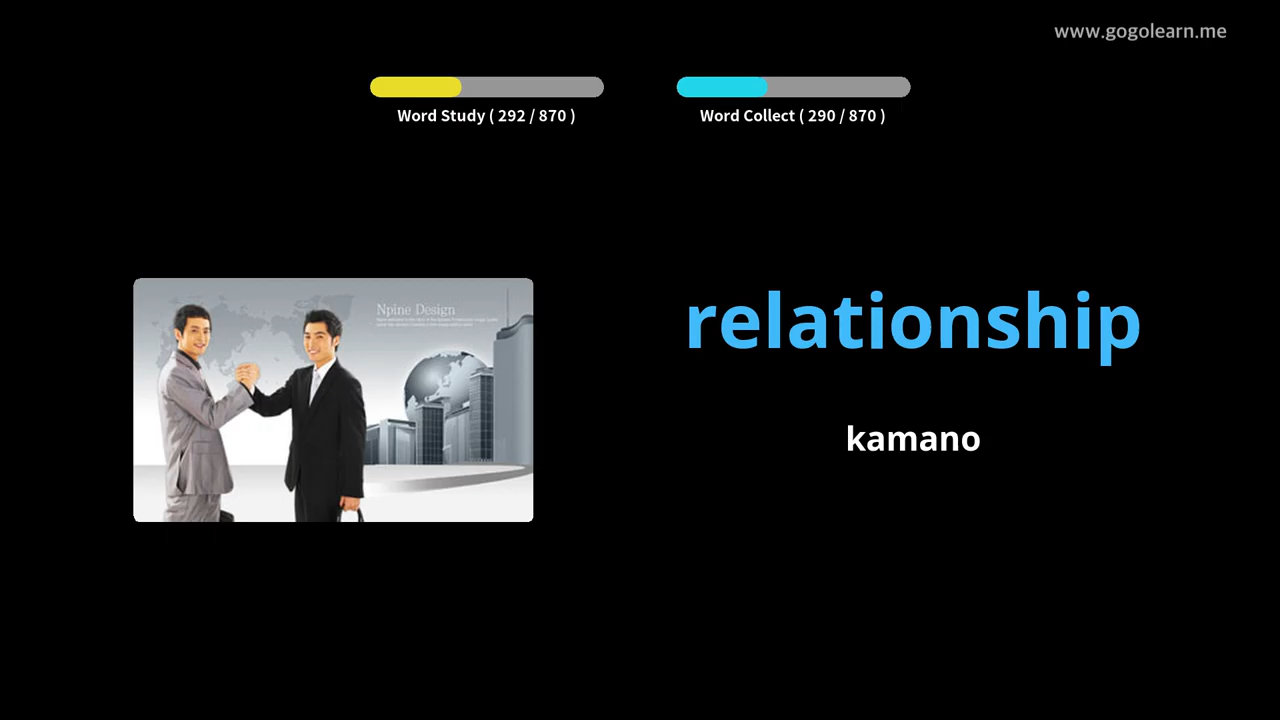 www.gogolearn.me
Word Study ( 292 / 870 )
Word Collect ( 290 / 870 )
Npine Design
relationship
kamano